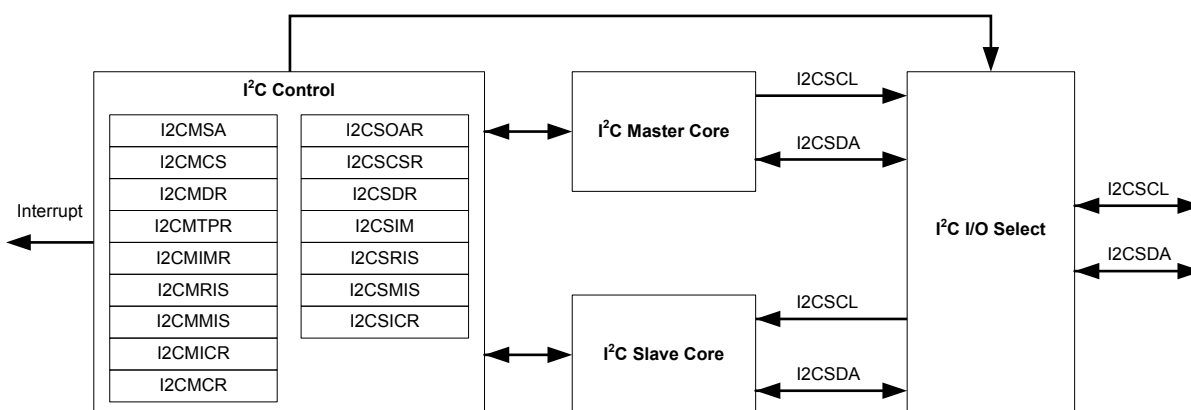 I²C Control
I2CMSA
I2CMCS
I2CMDR
I2CMTPR
I2CMIMR
I2CMRIS
I2CMMIS
I2CMICR
I2CMCR
I2CSOAR
I2CSCSR
I2CSDR
I2CSIM
I2CSRIS
I2CSMIS
I2CSICR
Interrupt
I²C Master Core
I2CSCL
I2CSDA
I²C Slave Core
I2CSCL
I2CSDA
I²C I/O Select
I2CSCL
I2CSDA